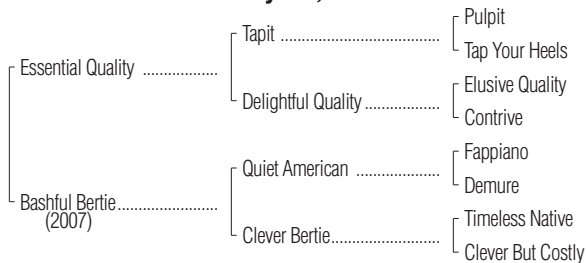 Pulpit
Tapit ........................................
Tap Your Heels
Essential Quality ..................
Elusive Quality
Delightful Quality ...................
Contrive
Fappiano
Quiet American ....................
Demure
Bashful Bertie ........................
(2007)
Timeless Native
Clever Bertie ...........................
Clever But Costly